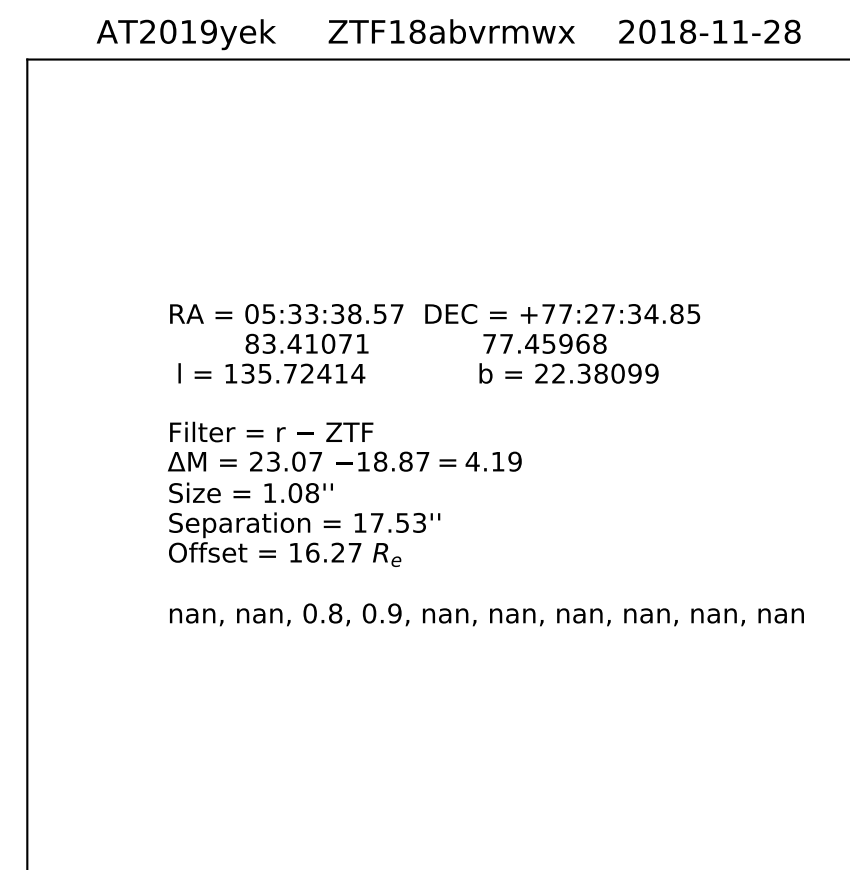 AT2019yek ZTF18abvrmwx 2018-11-28
RA = 05:33:38.57 DEC = +77:27:34.85
83.41071 77.45968
l = 135.72414 b = 22.38099
Filter = r − ZTF
ΔM = 23.07 −18.87 = 4.19
Size = 1.08''
Separation = 17.53''
Offset = 16.27 Re
nan, nan, 0.8, 0.9, nan, nan, nan, nan, nan, nan